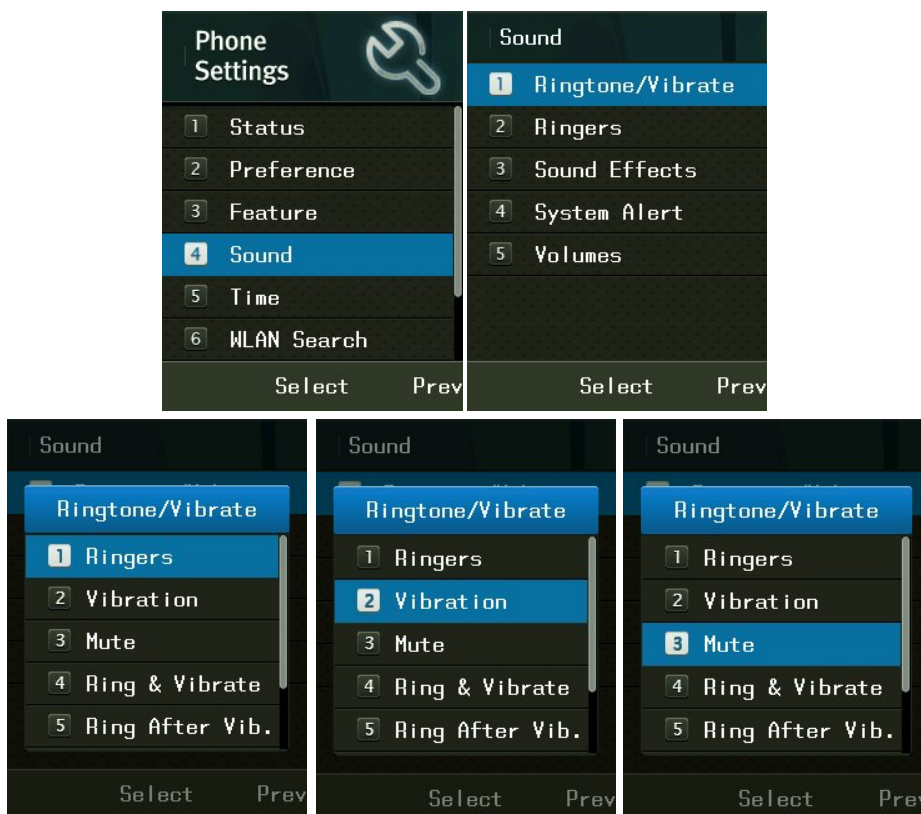 Phone
Settings
1 Status
2 Preference
3 Feature
4 Sound
5 Time
6 WLAN Search
Select Prev
Sound
1 Ringtone/Vibrate
2 Ringers
3 Sound Effects
4 System Alert
5 Volumes
Select Prev
Sound
Ringtone/Vibrate
1 Ringers
2 Vibration
3 Mute
4 Ring & Vibrate
5 Ring After Vib.
Select Prev
Sound
Ringtone/Vibrate
1 Ringers
2 Vibration
3 Mute
4 Ring & Vibrate
5 Ring After Vib.
Select Prev
Sound
Ringtone/Vibrate
1 Ringers
2 Vibration
3 Mute
4 Ring & Vibrate
5 Ring After Vib.
Select Prev